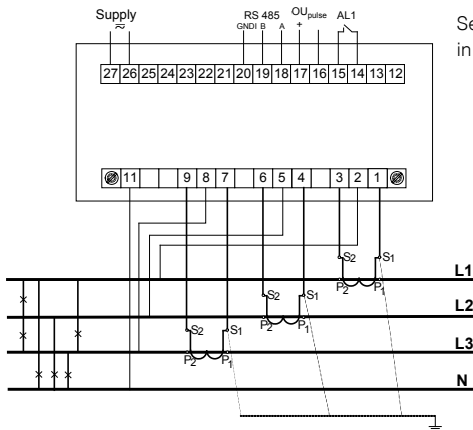 Supply RS 485 OU pulse AL1
~ GNDI B A +
Se
in
27 26 25 24 23 22 21 20 19 18 17 16 15 14 13 12
11 9 8 7 6 5 4 3 2 1
S2 S1
L1
P2 P1
S2 S1
L2
P2 P1
S2 S1
L3
P2 P1
N